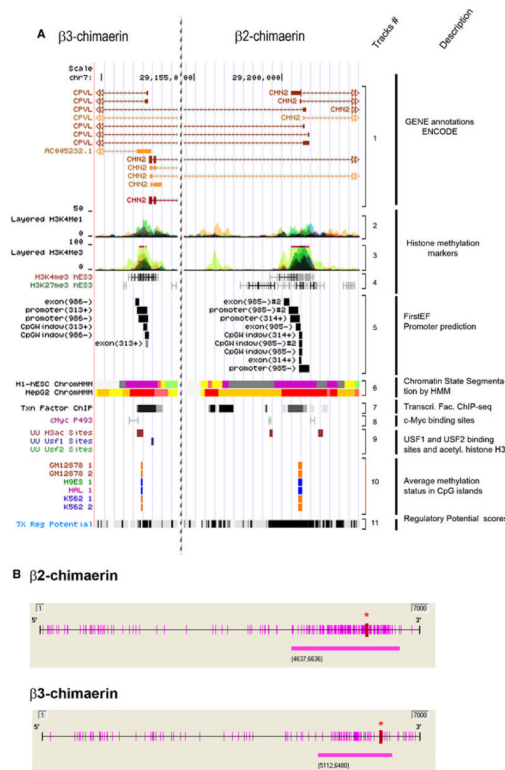 A
β3-chimaerin
β2-chimaerin
Tracks #
Description
Scale
chr7:
29,155,000
29,200,000
CPVL
CHN2
CPVL
CHN2
CPVL
CHN2
CHN2
CPVL
CHN2
CPVL
CPVL
CPVL
AC005232.1
CHN2
CHN2
CHN2
CHN2
CHN2
1
GENE annotations
ENCODE
50
Layered H3K4Me1
0
2
100
Layered H3K4Me3
0
3
H3K4me3 hES3
H3K27me3 hES3
4
Histone methylation
markers
exon(986-)
promoter(313+)
promoter(986-)
CpGWindow(313+)
CpGWindow(986-)
exon(313+)
exon(985-)#2
promoter(985-)#2
promoter(314+)
exon(985-)
CpGWindow(314+)
CpGWindow(985-)#2
CpGWindow(985-)
exon(314+)
promoter(985-)
5
FirstEF
Promoter prediction
H1-hESC ChromHMM
HepG2 ChromHMM
6
Chromatin State Segmenta-
tion by HMM
Txn Factor ChIP
7
Transcri. Fac. ChIP-seq
cMyc P493
8
c-Myc binding sites
UU H3ac Sites
UU Usf1 Sites
UU Usf2 Sites
9
USF1 and USF2 binding
sites and acetyl. histone H3
GM12878 1
GM12878 2
H9ES 1
HAL 1
K562 1
K562 2
10
Average methylation
status in CpG islands
7X Reg Potential
11
Regulatory Potential scores
B
β2-chimaerin
1
7000
5'
*
3'
(4637,6636)
β3-chimaerin
1
7000
5'
*
3'
(5112,6480)